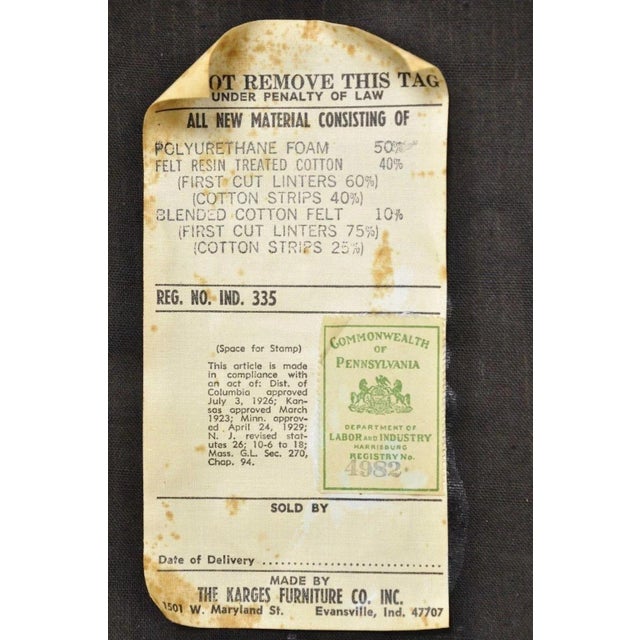 OT REMOVE THIS TAG
UNDER PENALTY OF LAW
ALL NEW MATERIAL CONSISTING OF
POLYURETHANE FOAM 50%
FELT RESIN TREATED COTTON 40%
(FIRST CUT LINTERS 60%)
(COTTON STRIPS 40%)
BLENDED COTTON FELT 10%
(FIRST CUT LINTERS 75%)
(COTTON STRIPS 25%)
REG. NO. IND. 335
(Space for Stamp)
This article is made
in compliance with
an act of: Dist. of
Columbia approved
July 3, 1926; Kan-
sas approved March
1923; Minn. approv-
ed April 24, 1929;
N. J. revised stat-
utes 26; 10-6 to 18;
Mass. G.L. Sec. 270,
Chap. 94.
COMMONWEALTH
OF
PENNSYLVANIA
DEPARTMENT OF
LABOR AND INDUSTRY
HARRISBURG
REGISTRY No.
4982
SOLD BY
Date of Delivery ..............................
MADE BY
THE KARGES FURNITURE CO. INC.
1501 W. Maryland St. Evansville, Ind. 47707